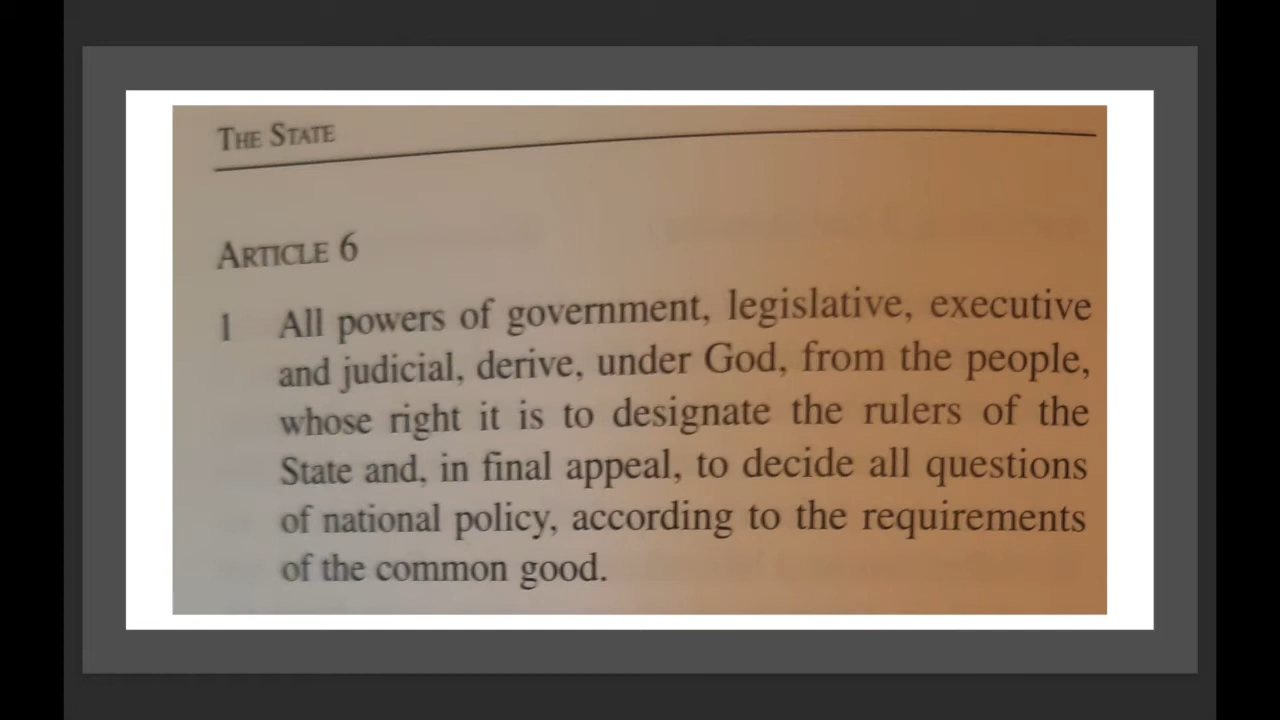 THE STATE
ARTICLE 6
1 All powers of government, legislative, executive
and judicial, derive, under God, from the people,
whose right it is to designate the rulers of the
State and, in final appeal, to decide all questions
of national policy, according to the requirements
of the common good.